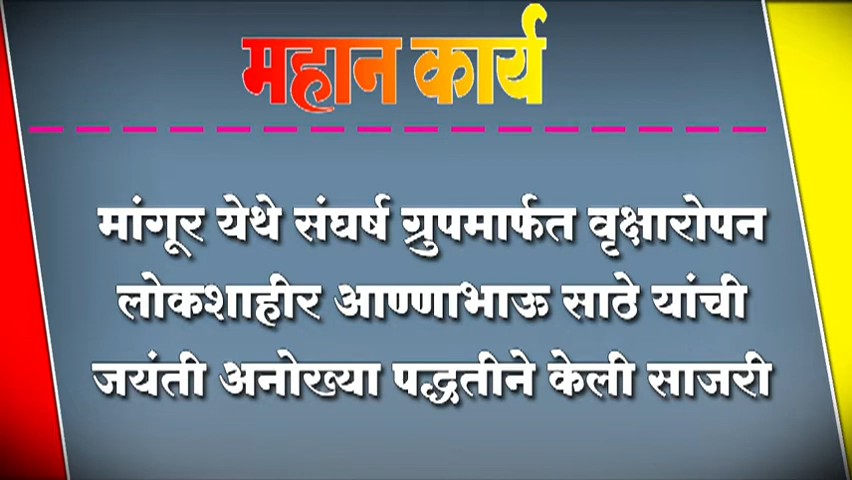 महान कार्य
मांगूर येथे संघर्ष ग्रुपमार्फत वृक्षारोपन
लोकशाहीर आण्णाभाऊ साठे यांची
जयंती अनोख्या पद्धतीने केली साजरी